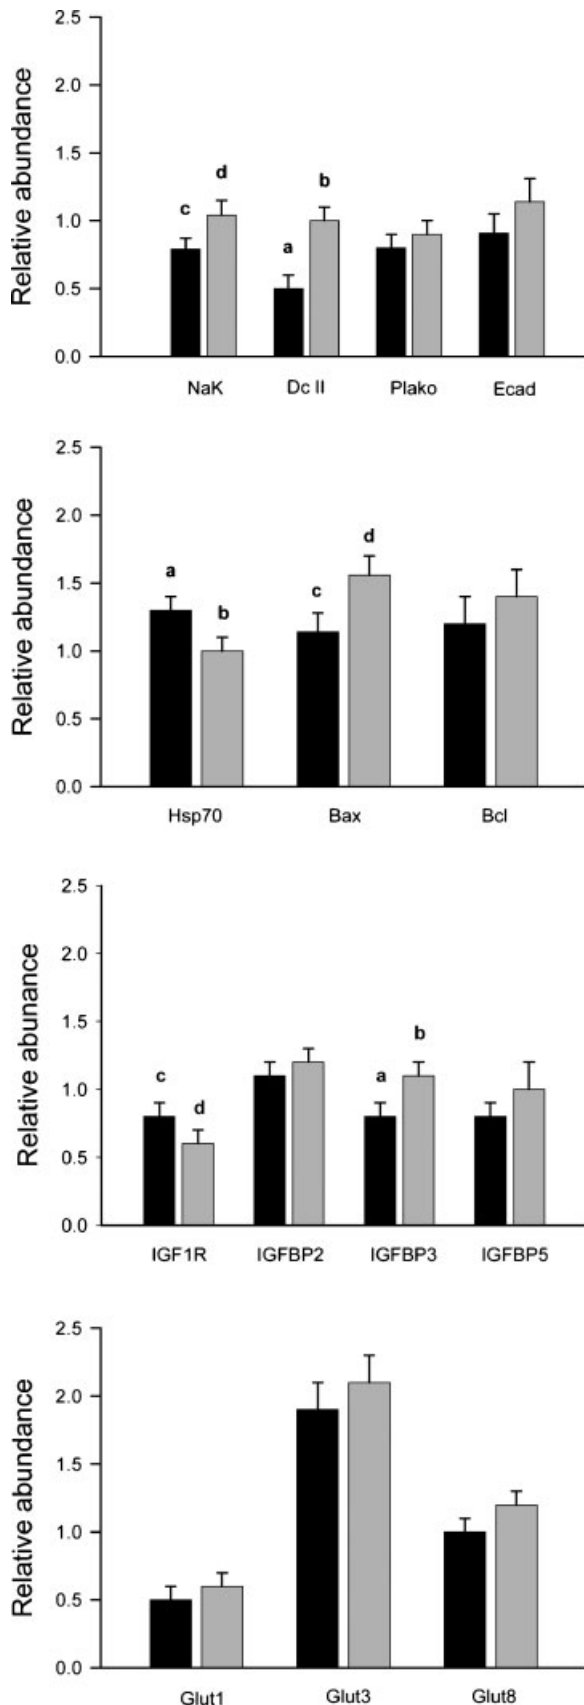 Relative abundance
2.5
2.0
1.5
1.0
0.5
0.0
c
d
a
b
NaK
Dc II
Plako
Ecad
Relative abundance
2.5
2.0
1.5
1.0
0.5
0.0
a
b
c
d
Hsp70
Bax
Bcl
Relative abunance
2.5
2.0
1.5
1.0
0.5
0.0
c
d
a
b
IGF1R
IGFBP2
IGFBP3
IGFBP5
Relative abundance
2.5
2.0
1.5
1.0
0.5
0.0
Glut1
Glut3
Glut8